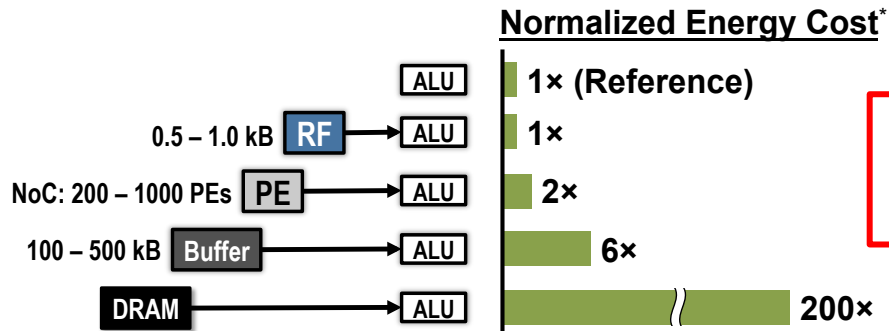 Normalized Energy Cost*
ALU 1× (Reference)
0.5 – 1.0 kB RF ALU 1×
NoC: 200 – 1000 PEs PE ALU 2×
100 – 500 kB Buffer ALU 6×
DRAM ALU 200×